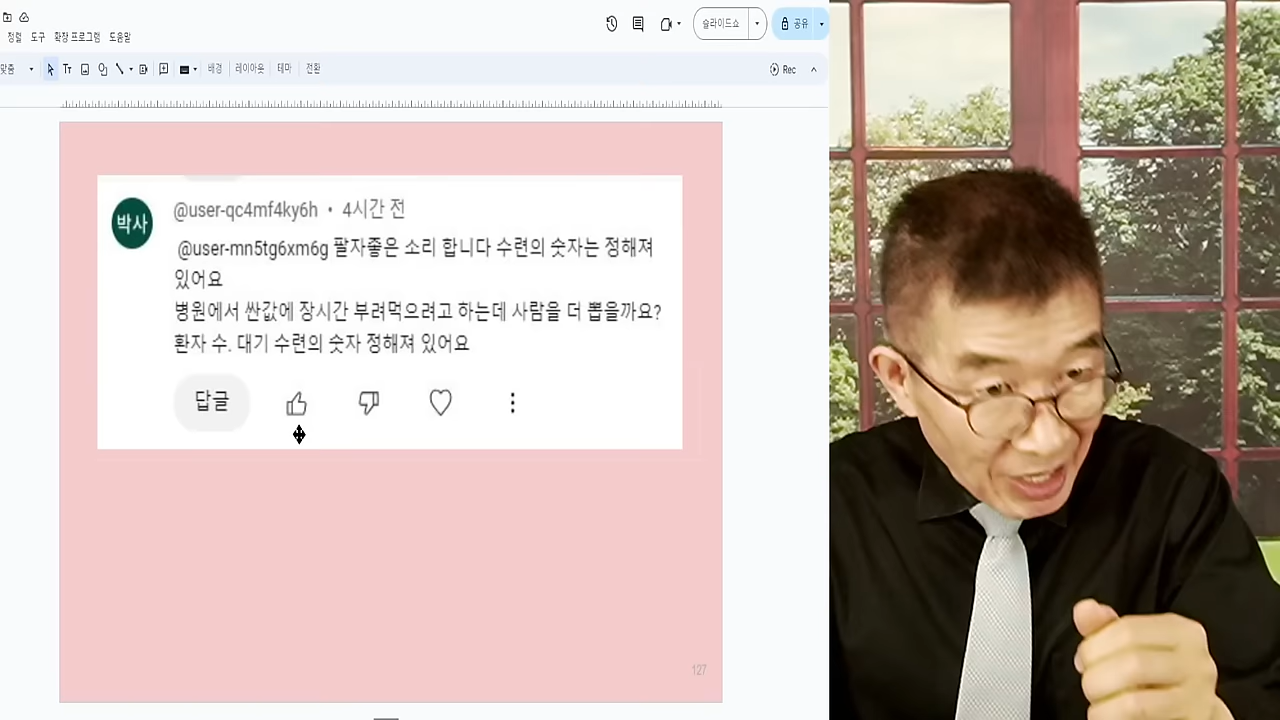 정렬 도구 확장 프로그램 도움말
슬라이드쇼
공유
맞춤
Tr
배경 레이아웃 테마 전환
Rec
박사
@user-qc4mf4ky6h • 4시간 전
@user-mn5tg6xm6g 팔자좋은 소리 합니다 수련의 숫자는 정해져
있어요
병원에서 싼값에 장시간 부려먹으려고 하는데 사람을 더 뽑을까요?
환자 수. 대기 수련의 숫자 정해져 있어요
답글
127